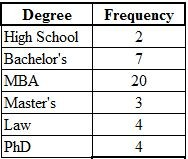 Degree Frequency
High School 2
Bachelor's 7
MBA 20
Master's 3
Law 4
PhD 4